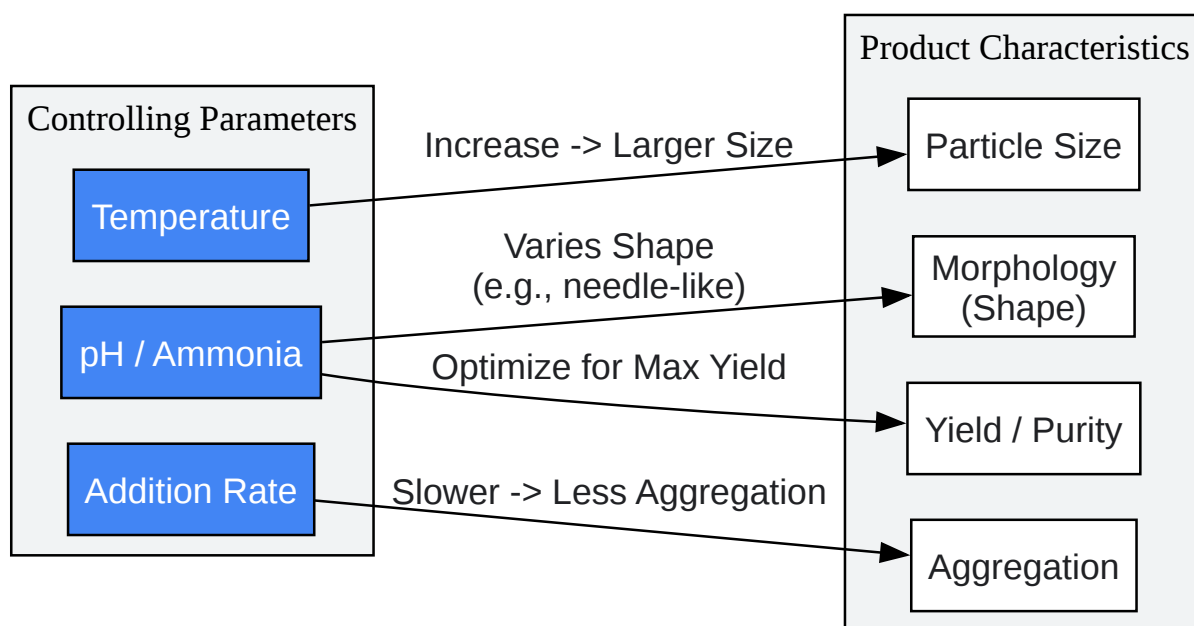 Controlling Parameters
Temperature
pH / Ammonia
Addition Rate
Increase -> Larger Size
Varies Shape
(e.g., needle-like)
Optimize for Max Yield
Slower -> Less Aggregation
Product Characteristics
Particle Size
Morphology
(Shape)
Yield / Purity
Aggregation